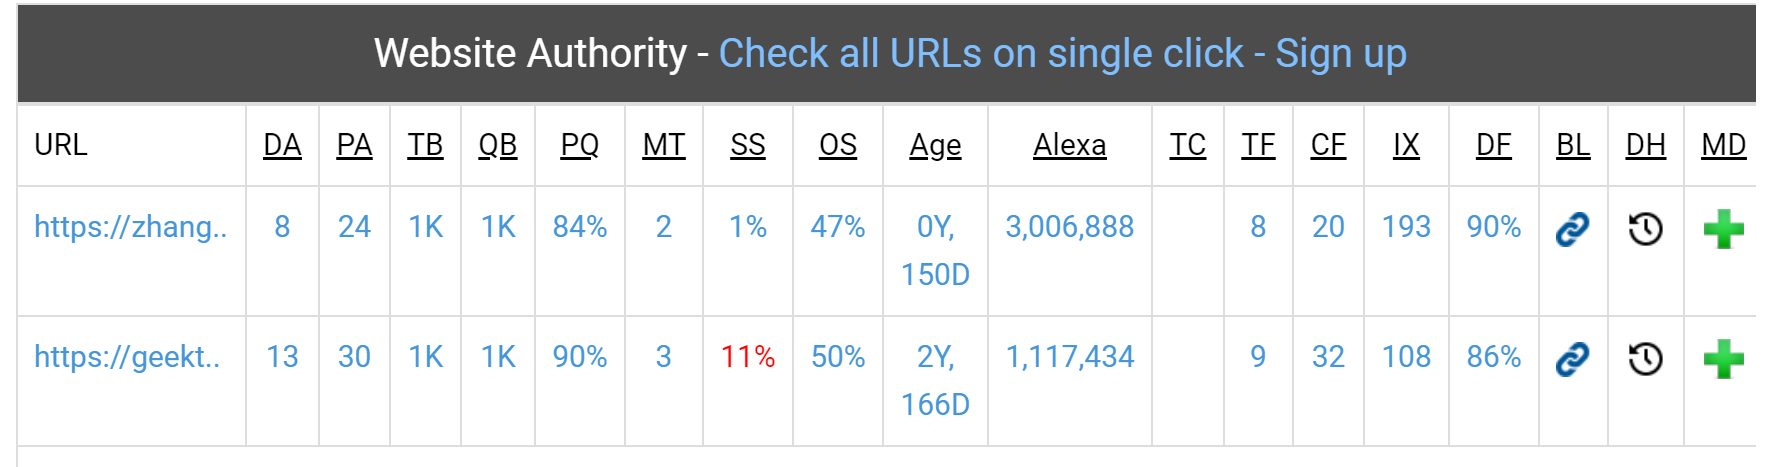 Website Authority - Check all URLs on single click - Sign up
URL DA PA TB QB PQ MT SS OS Age Alexa TC TF CF IX DF BL DH MD
https://zhang.. 8 24 1K 1K 84% 2 1% 47% 0Y, 150D 3,006,888 8 20 193 90%
https://geekt.. 13 30 1K 1K 90% 3 11% 50% 2Y, 166D 1,117,434 9 32 108 86%